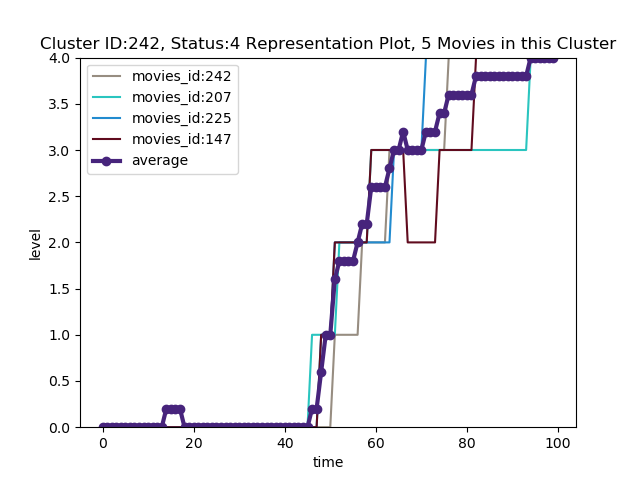 Cluster ID:242, Status:4 Representation Plot, 5 Movies in this Cluster
4.0
3.5
3.0
2.5
2.0
1.5
1.0
0.5
0.0
level
movies_id:242
movies_id:207
movies_id:225
movies_id:147
average
0 20 40 60 80 100
time